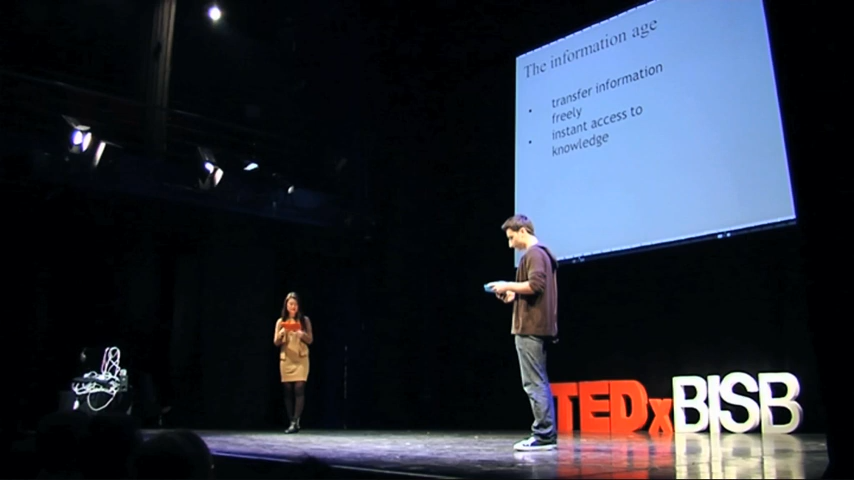 The information age
• transfer information
freely
• instant access to
knowledge
TEDxBISB